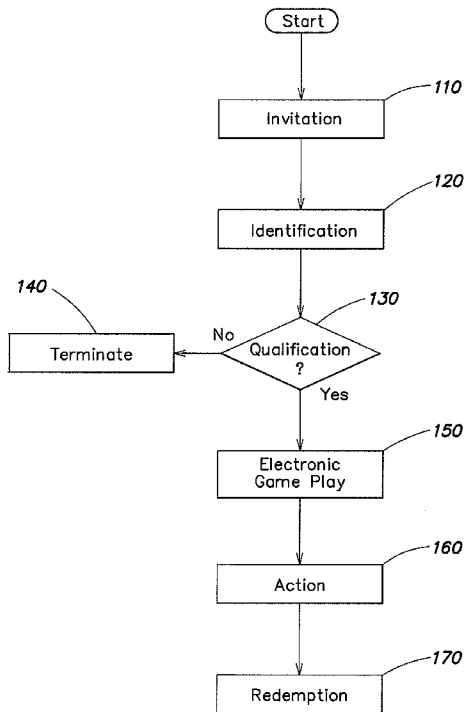 Start
110
Invitation
120
Identification
140
130
No
Terminate
Qualification
?
Yes
150
Electronic
Game Play
160
Action
170
Redemption